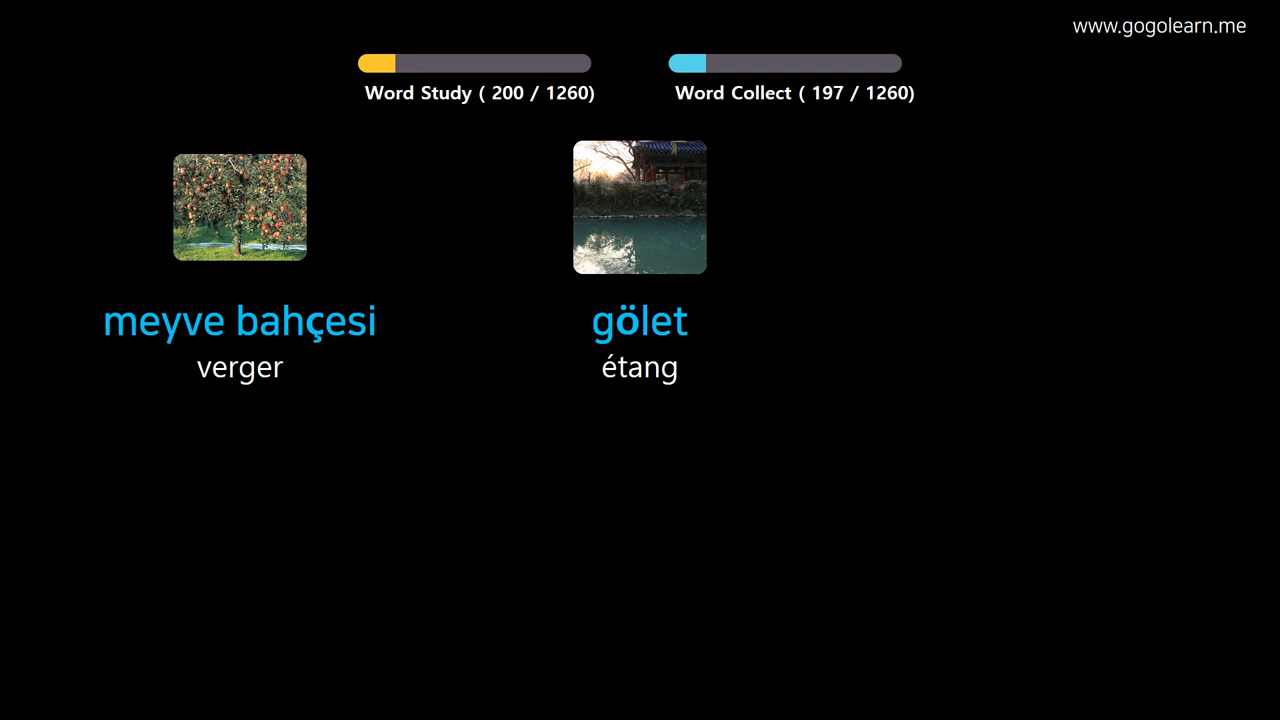 www.gogolearn.me
Word Study ( 200 / 1260)
Word Collect ( 197 / 1260)
meyve bahçesi
verger
gölet
étang